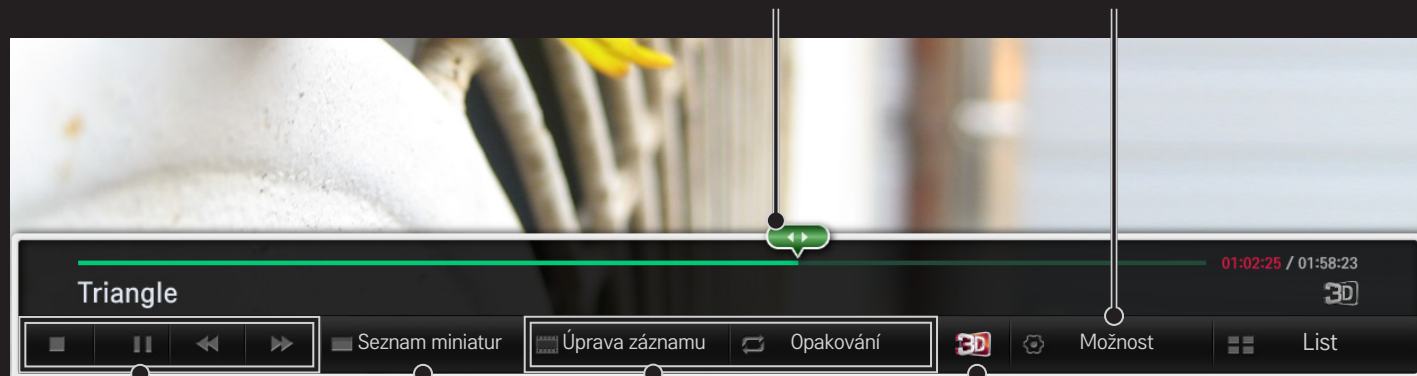 01:02:25 / 01:58:23
Triangle
3D
Seznam miniatur
Úprava záznamu
Opakování
3D
Možnost
List